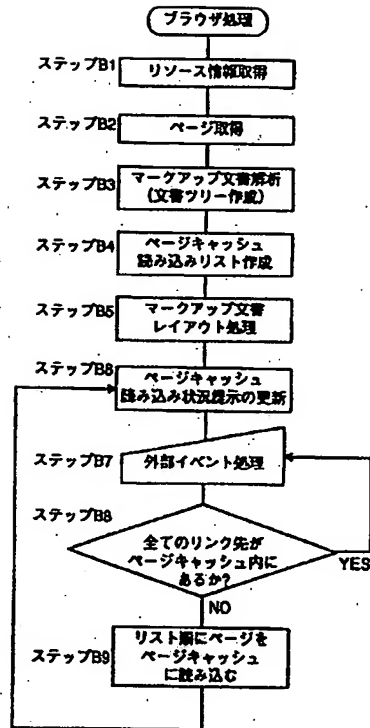 ブラウザ処理
ステップB1
リソース情報取得
ステップB2
ページ取得
ステップB3
マークアップ文書解析
(文書ツリー作成)
ステップB4
ページキャッシュ
読み込みリスト作成
ステップB5
マークアップ文書
レイアウト処理
ステップB6
ページキャッシュ
読み込み状況提示の更新
ステップB7
外部イベント処理
ステップB8
全てのリンク先が
ページキャッシュ内に
あるか?
YES
NO
ステップB9
リスト順にページを
ページキャッシュ
に読み込む